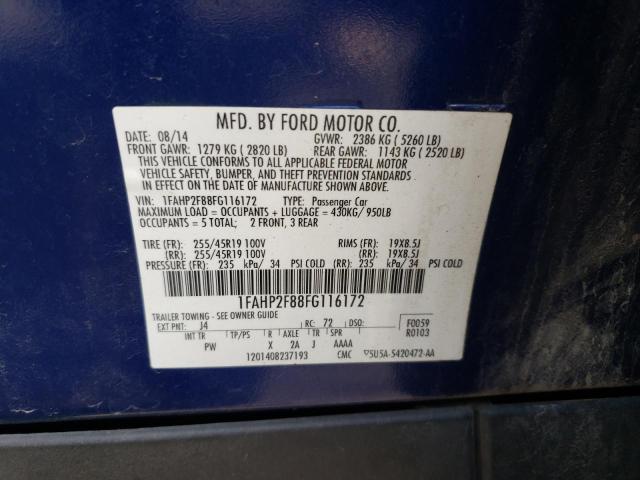 MFD. BY FORD MOTOR CO.
DATE: 08/14 GVWR: 2386 KG ( 5260 LB)
FRONT GAWR: 1279 KG ( 2820 LB) REAR GAWR: 1143 KG ( 2520 LB)
THIS VEHICLE CONFORMS TO ALL APPLICABLE FEDERAL MOTOR
VEHICLE SAFETY, BUMPER, AND THEFT PREVENTION STANDARDS
IN EFFECT ON THE DATE OF MANUFACTURE SHOWN ABOVE.
VIN: 1FAHP2F88FG116172 TYPE: Passenger Car
MAXIMUM LOAD = OCCUPANTS + LUGGAGE = 430KG/ 950LB
OCCUPANTS = 5 TOTAL; 2 FRONT, 3 REAR
TIRE (FR): 255/45R19 100V RIMS (FR): 19X8.5J
(RR): 255/45R19 100V (RR): 19X8.5J
PRESSURE (FR): 235 kPa/ 34 PSI COLD (RR): 235 kPa/ 34 PSI COLD
1FAHP2F88FG116172
TRAILER TOWING - SEE OWNER GUIDE
EXT PNT: J4 RC: 72 DSO: F0059
INT TR TP/PS R AXLE TR SPR R0103
PW X 2A J AAAA
1201408237193 CMC ▽5U5A-5420472-AA